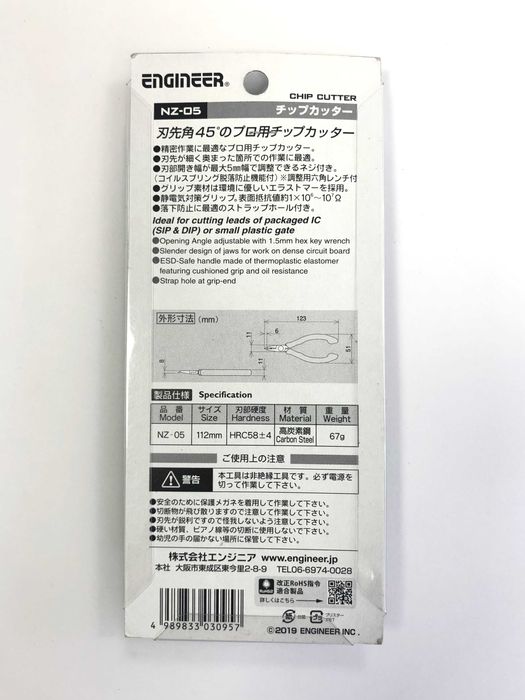 ENGINEER®
CHIP CUTTER
NZ-05 チップカッター
刃先角45°のプロ用チップカッター
●精密作業に最適なプロ用チップカッター。
●刃先が細く奥まった箇所での作業に最適。
●刃部開き幅が最大5mm幅で調整できるネジ付き。
(コイルスプリング脱落防止機能付) ※調整用六角レンチ付
●グリップ素材は環境に優しいエラストマーを採用。
●静電気対策グリップ。表面抵抗値約1×10⁶~10⁷Ω
●落下防止に最適のストラップホール付き。
Ideal for cutting leads of packaged IC
(SIP & DIP) or small plastic gate
●Opening Angle adjustable with 1.5mm hex key wrench
●Slender design of jaws for work on dense circuit board
●ESD-Safe handle made of thermoplastic elastomer
featuring cushioned grip and oil resistance
●Strap hole at grip-end
外形寸法 (mm)
123
6
11
51
11
8
製品仕様 Specification
品番 サイズ 刃部硬度 材質 重量
Model Size Hardness Material Weight
NZ-05 112mm HRC58±4 高炭素鋼 Carbon Steel 67g
ご使用上の注意
警告 本工具は非絶縁工具です。必ず電源を
切って作業して下さい。
●安全のために保護メガネを着用して作業して下さい。
●切断物が飛び散りますので注意して作業して下さい。
●刃先が鋭利ですので怪我しないよう注意して下さい。
●硬い材質、ピアノ線等の切断に使用しないで下さい。
●幼児の手の届かない場所に保管して下さい。
株式会社エンジニア www.engineer.jp
本社 大阪市東成区東今里2-8-9 TEL06-6974-0028
RoHS 改正RoHS指令
適合製品
詳しくはこちら
4 989833 030957
紙 台紙 プラ ブリスター PET
©2019 ENGINEER INC.